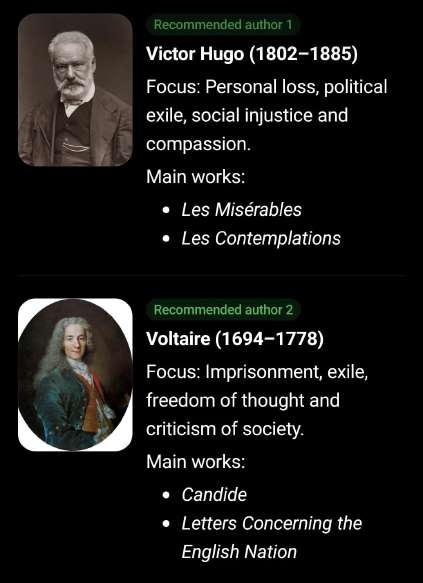 Recommended author 1
Victor Hugo (1802–1885)
Focus: Personal loss, political
exile, social injustice and
compassion.
Main works:
• Les Misérables
• Les Contemplations
Recommended author 2
Voltaire (1694–1778)
Focus: Imprisonment, exile,
freedom of thought and
criticism of society.
Main works:
• Candide
• Letters Concerning the
English Nation